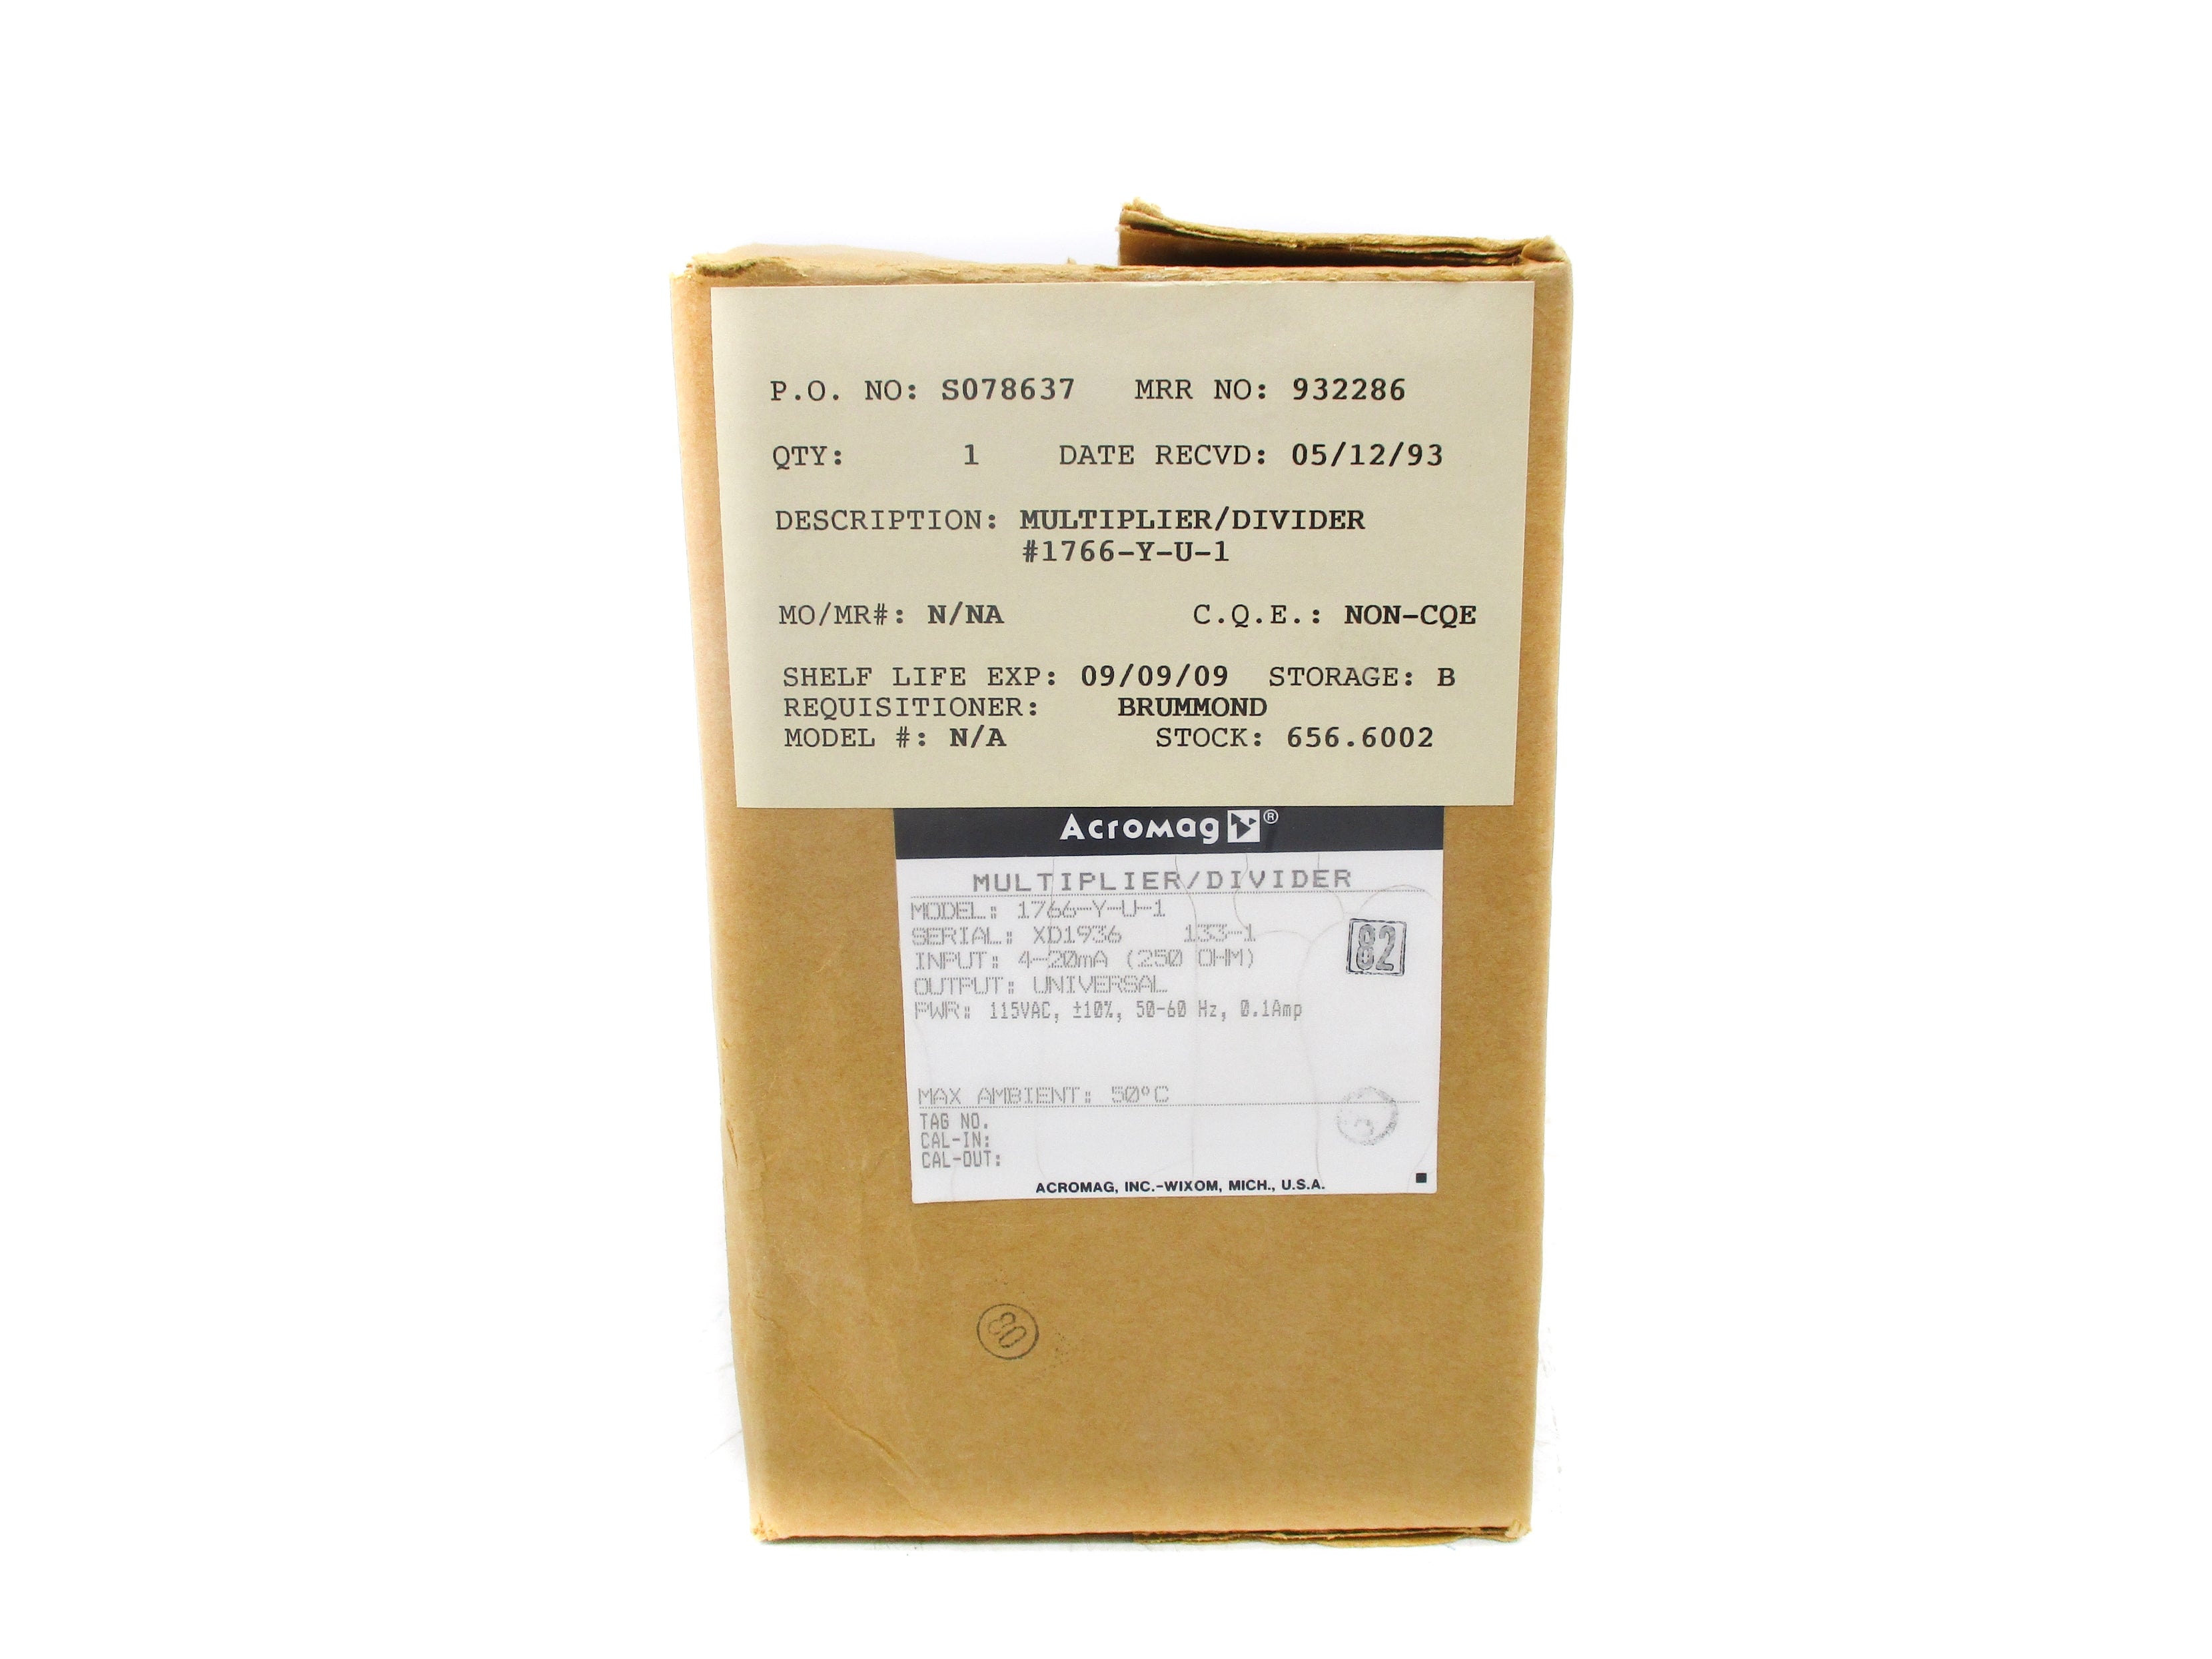 P.O. NO: S078637 MRR NO: 932286
QTY: 1 DATE RECVD: 05/12/93
DESCRIPTION: MULTIPLIER/DIVIDER
#1766-Y-U-1
MO/MR#: N/NA C.Q.E.: NON-CQE
SHELF LIFE EXP: 09/09/09 STORAGE: B
REQUISITIONER: BRUMMOND
MODEL #: N/A STOCK: 656.6002
Acromag ®
MULTIPLIER/DIVIDER
MODEL: 1766-Y-U-1
SERIAL: XD1936 133-1
82
INPUT: 4-20mA (250 OHM)
OUTPUT: UNIVERSAL
PWR: 115VAC, ±10%, 50-60 Hz, 0.1Amp
MAX AMBIENT: 50°C
TAG NO.
CAL-IN:
CAL-OUT:
ACROMAG, INC.-WIXOM, MICH., U.S.A.